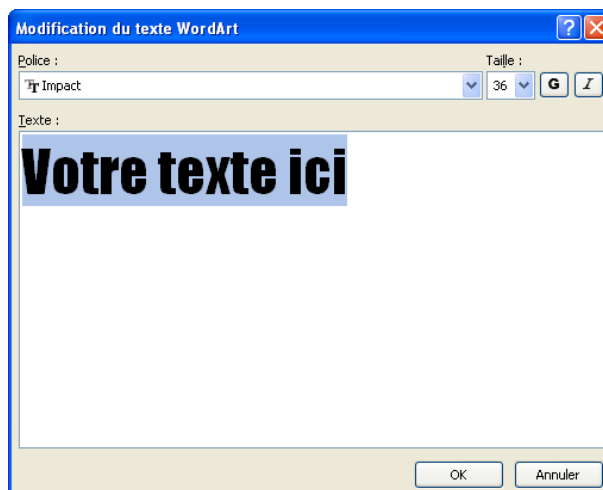 Modification du texte WordArt
Police :
Taille :
Impact
36
G
I
Texte :
Votre texte ici
OK
Annuler